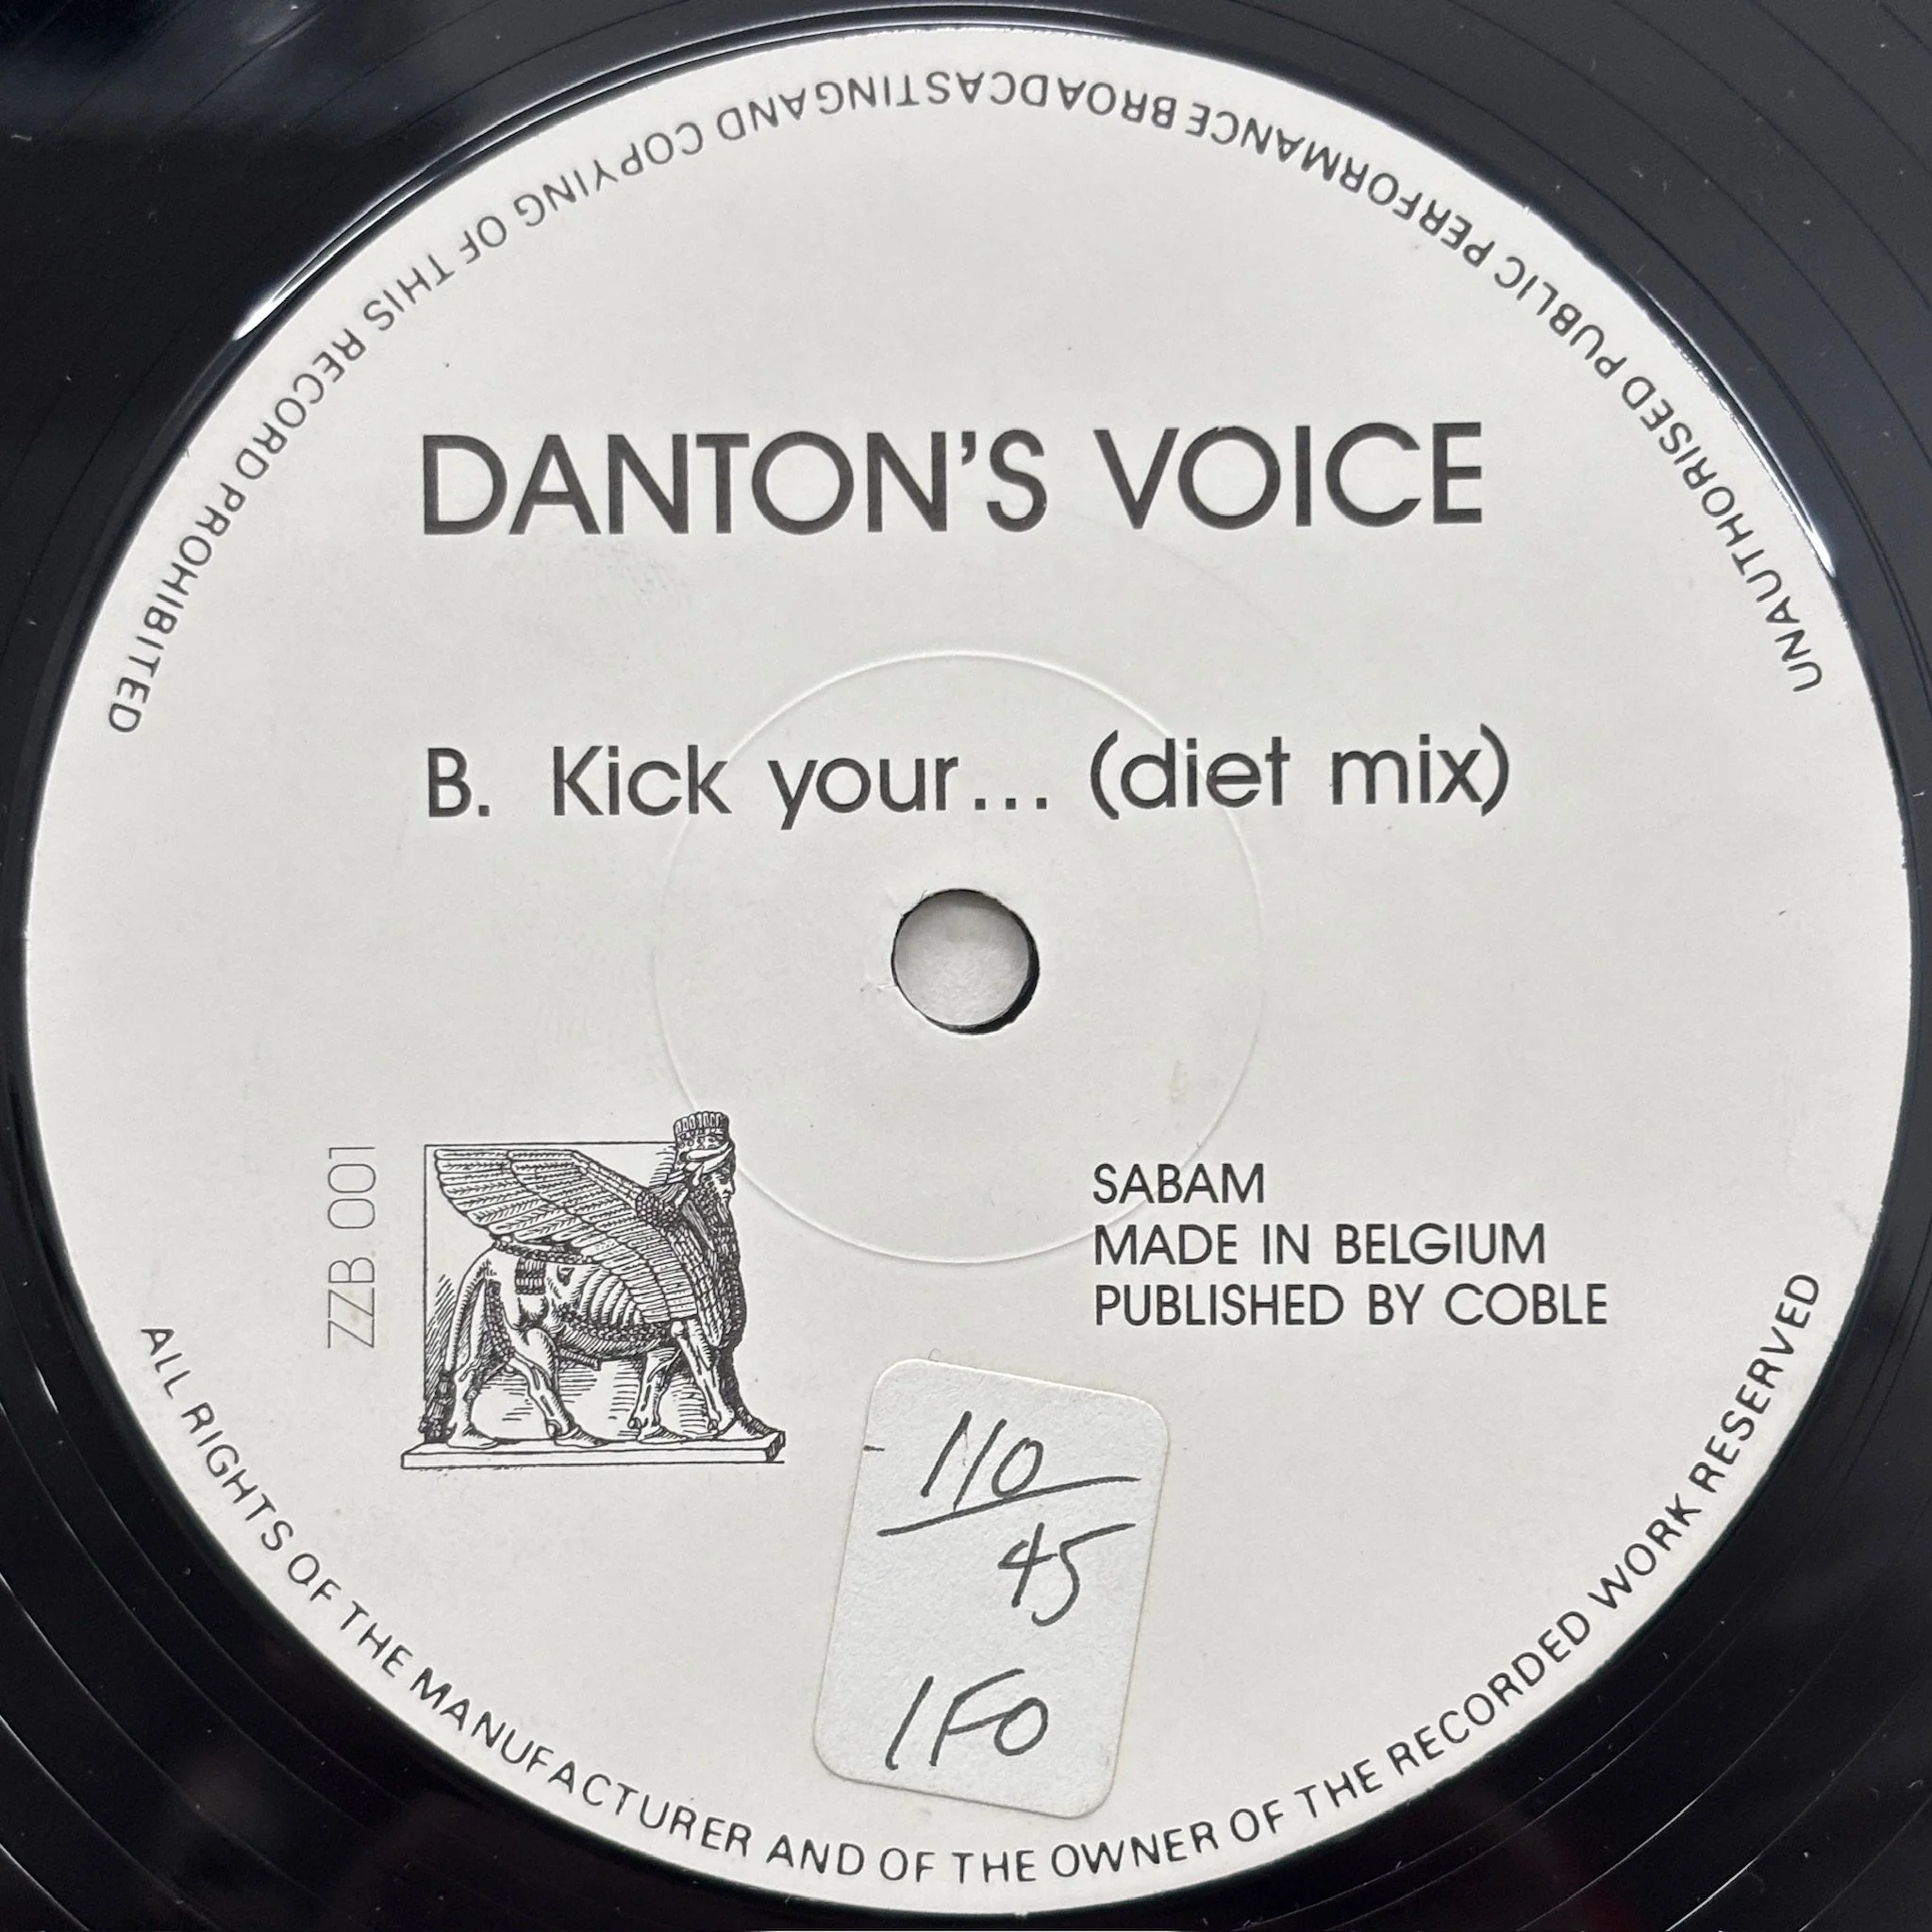 UNAUTHORISED PUBLIC PERFORMANCE BROADCASTING AND COPYING OF THIS RECORD PROHIBITED
DANTON'S VOICE
B. Kick your... (diet mix)
ZZB 001
SABAM
MADE IN BELGIUM
PUBLISHED BY COBLE
110
45
IFO
ALL RIGHTS OF THE MANUFACTURER AND OF THE OWNER OF THE RECORDED WORK RESERVED